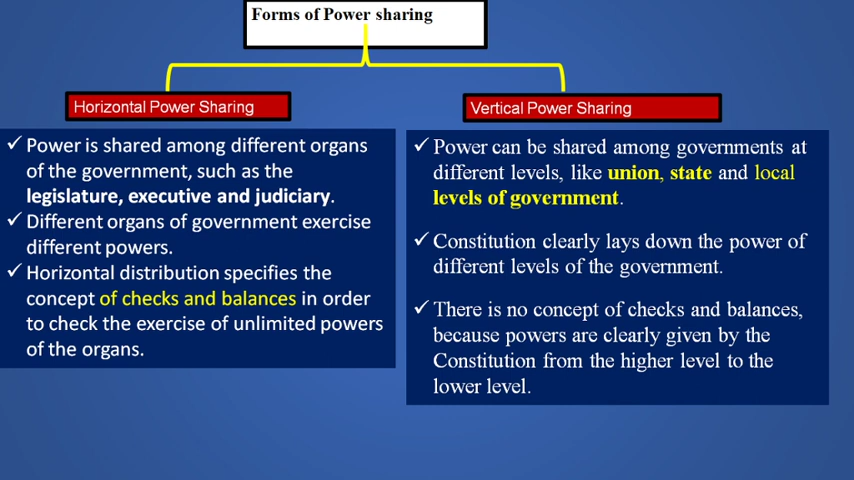 Forms of Power sharing
Horizontal Power Sharing
✓ Power is shared among different organs
of the government, such as the
legislature, executive and judiciary.
✓ Different organs of government exercise
different powers.
✓ Horizontal distribution specifies the
concept of checks and balances in order
to check the exercise of unlimited powers
of the organs.
Vertical Power Sharing
✓ Power can be shared among governments at
different levels, like union, state and local
levels of government.
✓ Constitution clearly lays down the power of
different levels of the government.
✓ There is no concept of checks and balances,
because powers are clearly given by the
Constitution from the higher level to the
lower level.